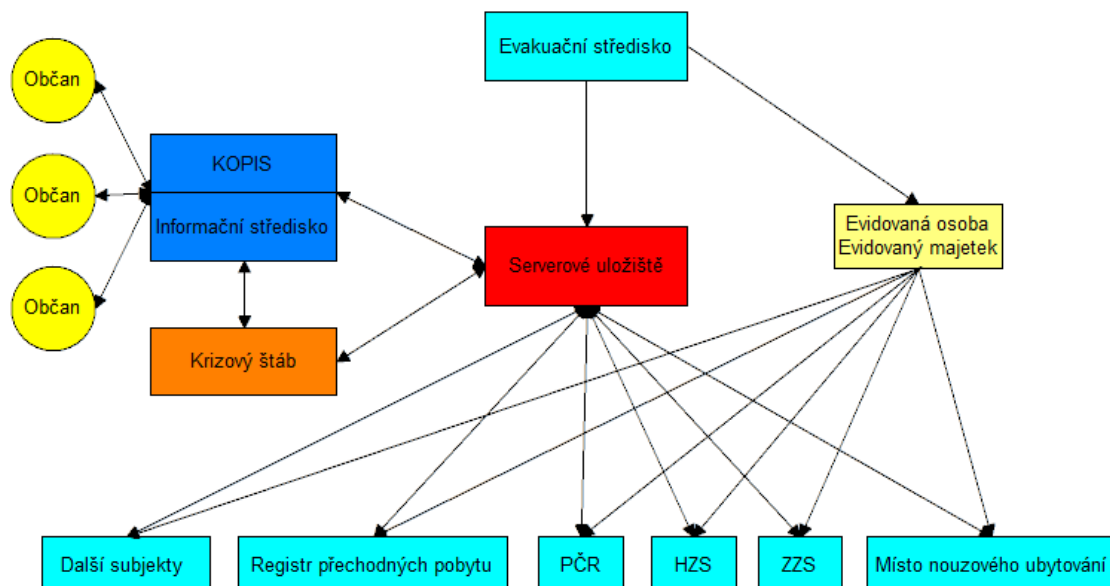 Evakuační středisko
Občan
KOPIS
Občan
Informační středisko
Evidovaná osoba
Evidovaný majetek
Serverové uložiště
Občan
Krizový štáb
Další subjekty
Registr přechodných pobytu
PČR
HZS
ZZS
Místo nouzového ubytování